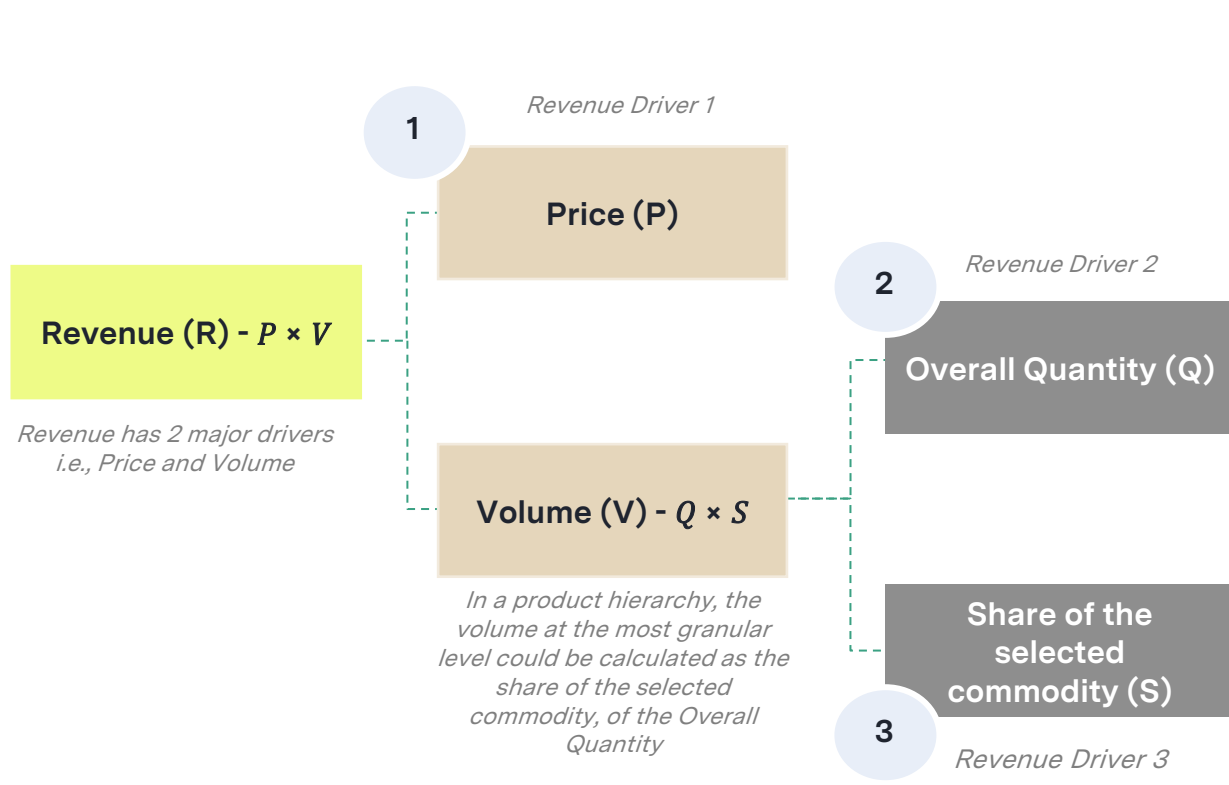 1
Revenue Driver 1
Price (P)
2
Revenue Driver 2
Revenue (R) - P × V
Overall Quantity (Q)
Revenue has 2 major drivers
i.e., Price and Volume
Volume (V) - Q × S
In a product hierarchy, the
volume at the most granular
level could be calculated as the
share of the selected
commodity, of the Overall
Quantity
Share of the
selected
commodity (S)
3
Revenue Driver 3